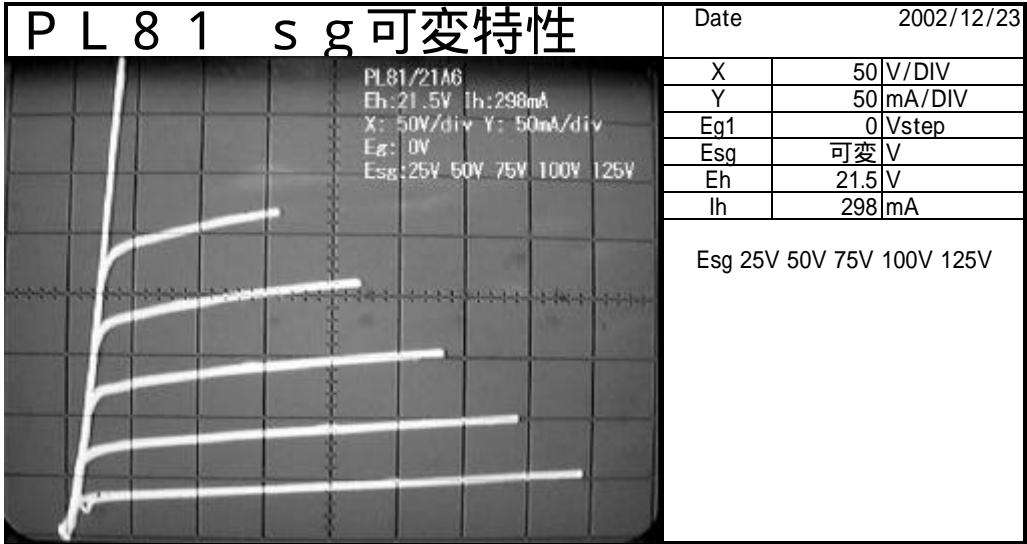 ＰＬ８１　ｓｇ可変特性
PL81/21A6
Eh:21.5V Ih:298mA
X: 50V/div Y: 50mA/div
Eg: 0V
Esg:25V 50V 75V 100V 125V
Date 2002/12/23
X 50 V/DIV
Y 50 mA/DIV
Eg1 0 Vstep
Esg 可変 V
Eh 21.5 V
Ih 298 mA
Esg 25V 50V 75V 100V 125V